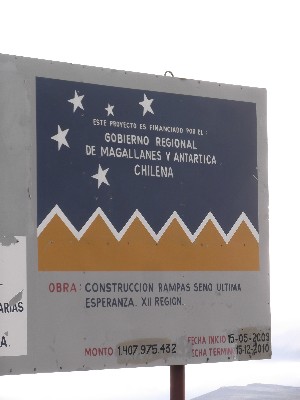 ESTE PROYECTO ES FINANCIADO POR EL:
GOBIERNO REGIONAL
DE MAGALLANES Y ANTARTICA
CHILENA
OBRA: CONSTRUCCION RAMPAS SENO ULTIMA
ESPERANZA. XII REGION.
ARIAS
A.
MONTO 1.407.975.432
FECHA INICIO 15-05-2009
FECHA TERMINO 15-12-2010